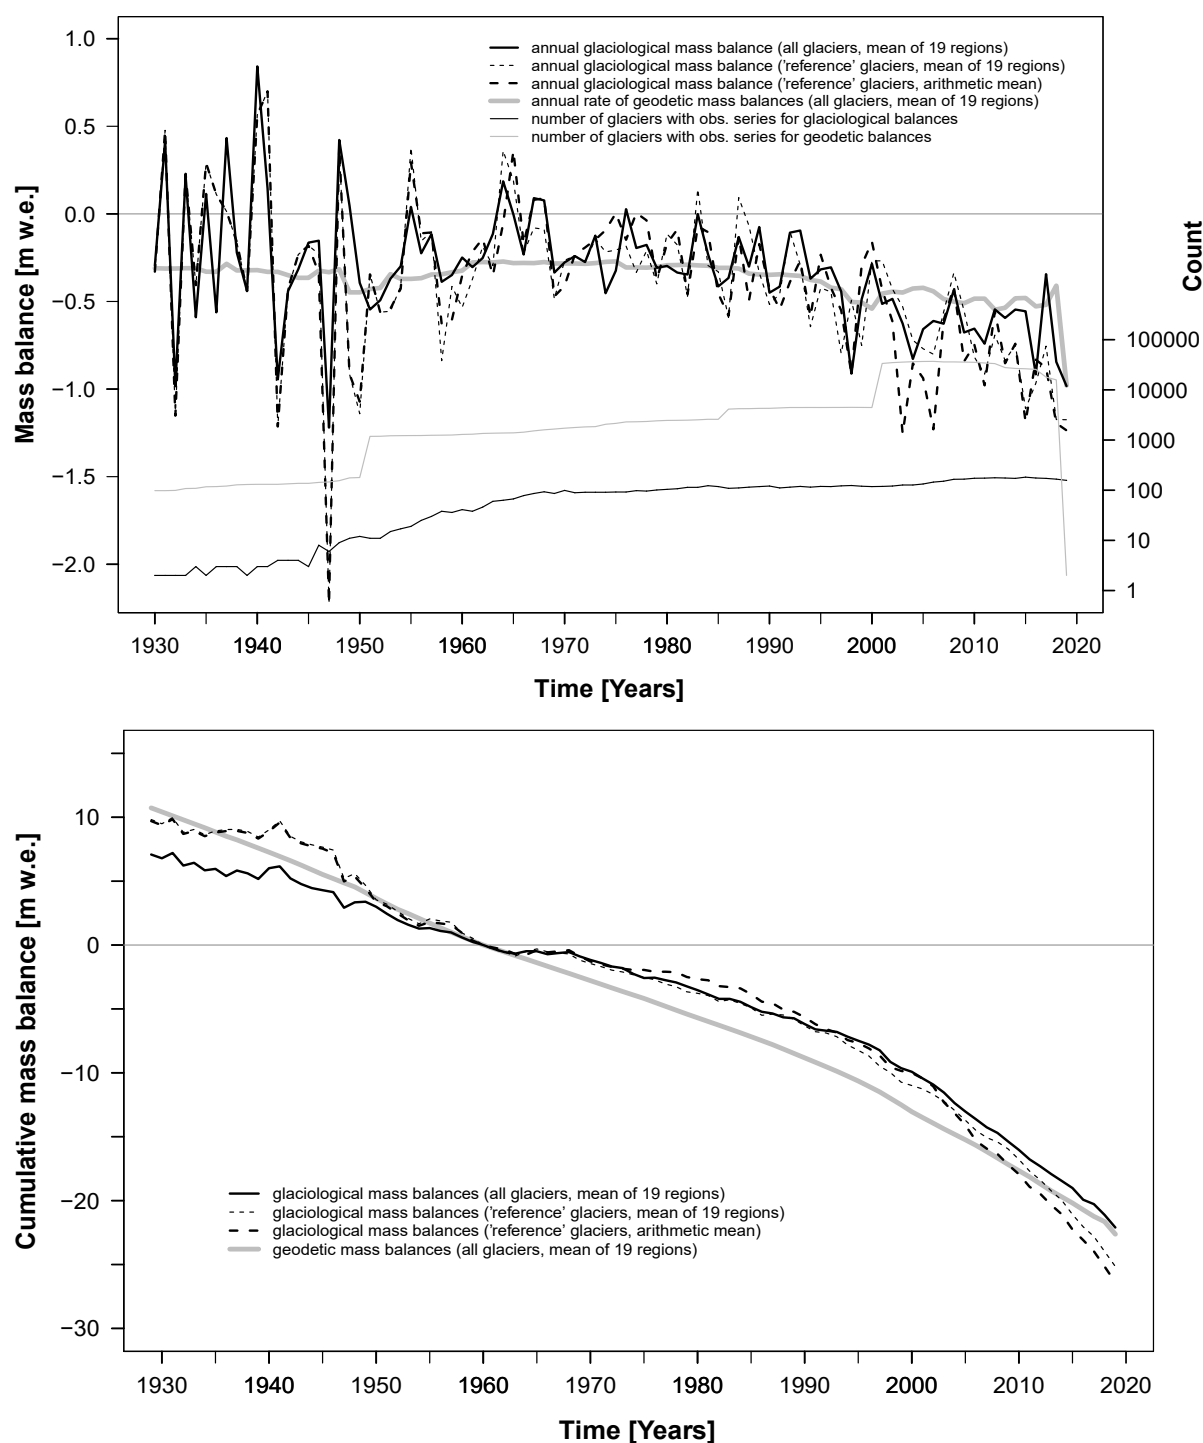 1.0
0.5
0.0
−0.5
−1.0
−1.5
−2.0
Mass balance [m w.e.]
annual glaciological mass balance (all glaciers, mean of 19 regions)
annual glaciological mass balance ('reference' glaciers, mean of 19 regions)
annual glaciological mass balance ('reference' glaciers, arithmetic mean)
annual rate of geodetic mass balances (all glaciers, mean of 19 regions)
number of glaciers with obs. series for glaciological balances
number of glaciers with obs. series for geodetic balances
Count
100000
10000
1000
100
10
1
1930 1940 1950 1960 1970 1980 1990 2000 2010 2020
Time [Years]
10
0
−10
−20
−30
Cumulative mass balance [m w.e.]
glaciological mass balances (all glaciers, mean of 19 regions)
glaciological mass balances ('reference' glaciers, mean of 19 regions)
glaciological mass balances ('reference' glaciers, arithmetic mean)
geodetic mass balances (all glaciers, mean of 19 regions)
1930 1940 1950 1960 1970 1980 1990 2000 2010 2020
Time [Years]